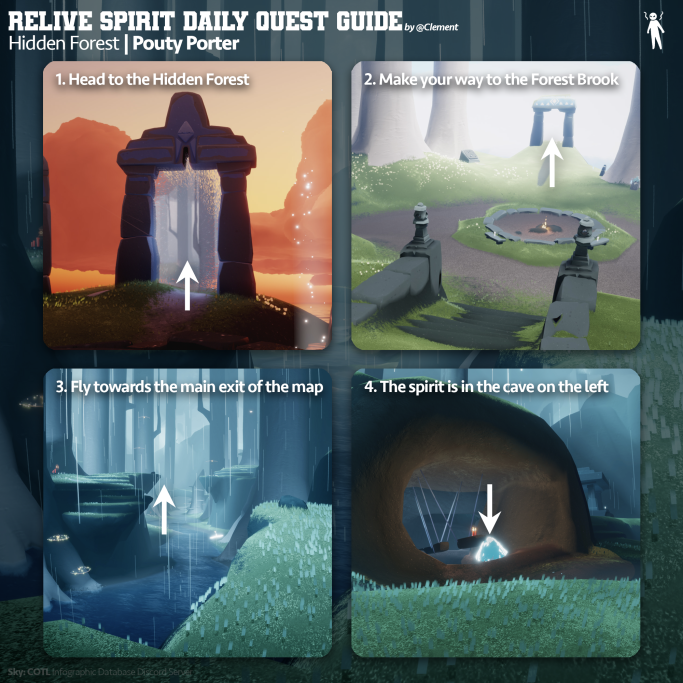 RELIVE SPIRIT DAILY QUEST GUIDE by @Clement
Hidden Forest | Pouty Porter
1. Head to the Hidden Forest
2. Make your way to the Forest Brook
3. Fly towards the main exit of the map
4. The spirit is in the cave on the left
Sky: COTL Infographic Database Discord Server